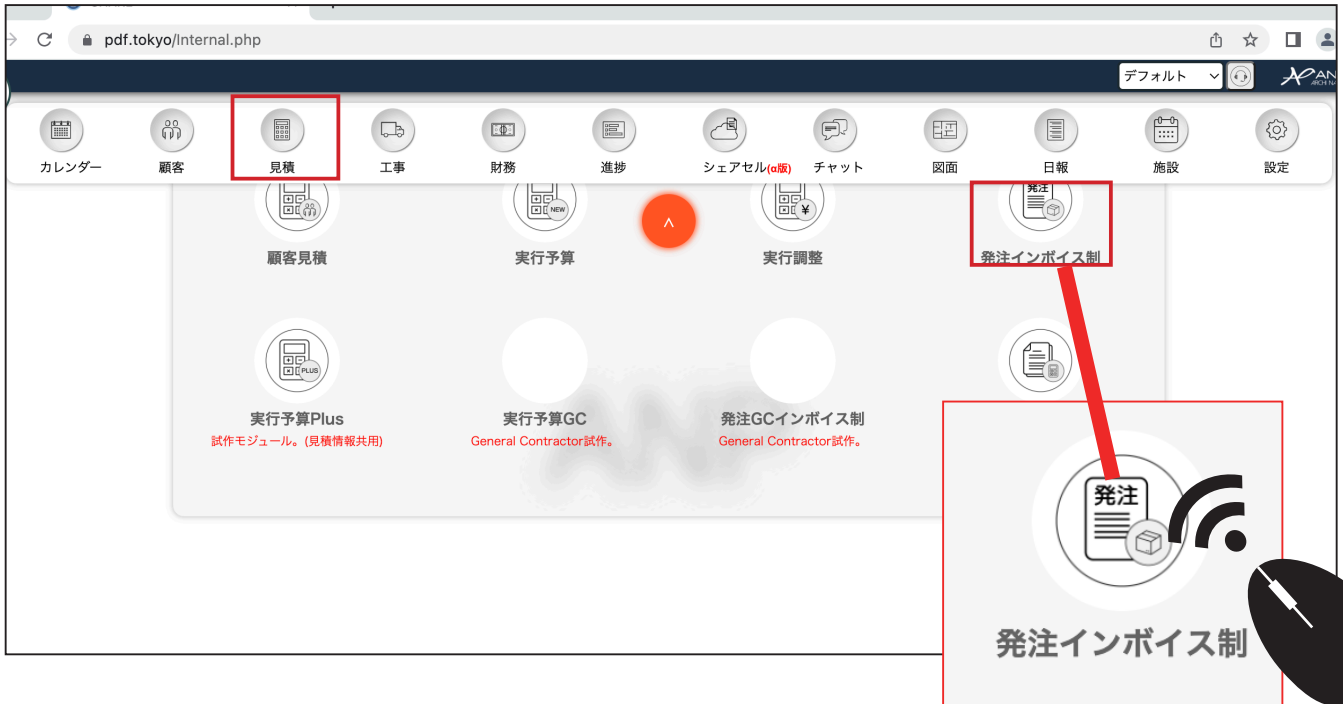 pdf.tokyo/Internal.php
デフォルト
カレンダー
顧客
見積
工事
財務
進捗
シェアセル(α版)
チャット
図面
日報
施設
設定
NEW
¥
発注
顧客見積
実行予算
実行調整
発注インボイス制
PLUS
実行予算Plus
実行予算GC
発注GCインボイス制
試作モジュール。(見積情報共用)
General Contractor試作。
General Contractor試作。
ANP
発注
発注インボイス制